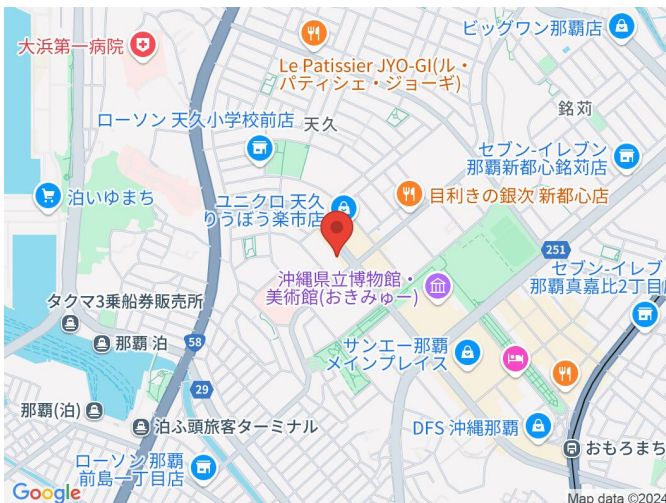 ビッグワン那覇店
大浜第一病院
Le Patissier JYO-GI(ル・
パティシェ・ジョーギ)
銘苅
ローソン 天久小学校前店
天久
セブン-イレブン
那覇新都心銘苅店
泊いゆまち
ユニクロ 天久
りうぼう楽市店
目利きの銀次 新都心店
251
沖縄県立博物館・
美術館(おきみゅー)
セブン-イレブ
那覇真嘉比2丁目店
タクマ3乗船券販売所
那覇 泊
58
サンエー那覇
メインプレイス
29
那覇(泊)
泊ふ頭旅客ターミナル
DFS 沖縄那覇
おもろまち
ローソン 那覇
前島一丁目店
Google
Map data ©2024